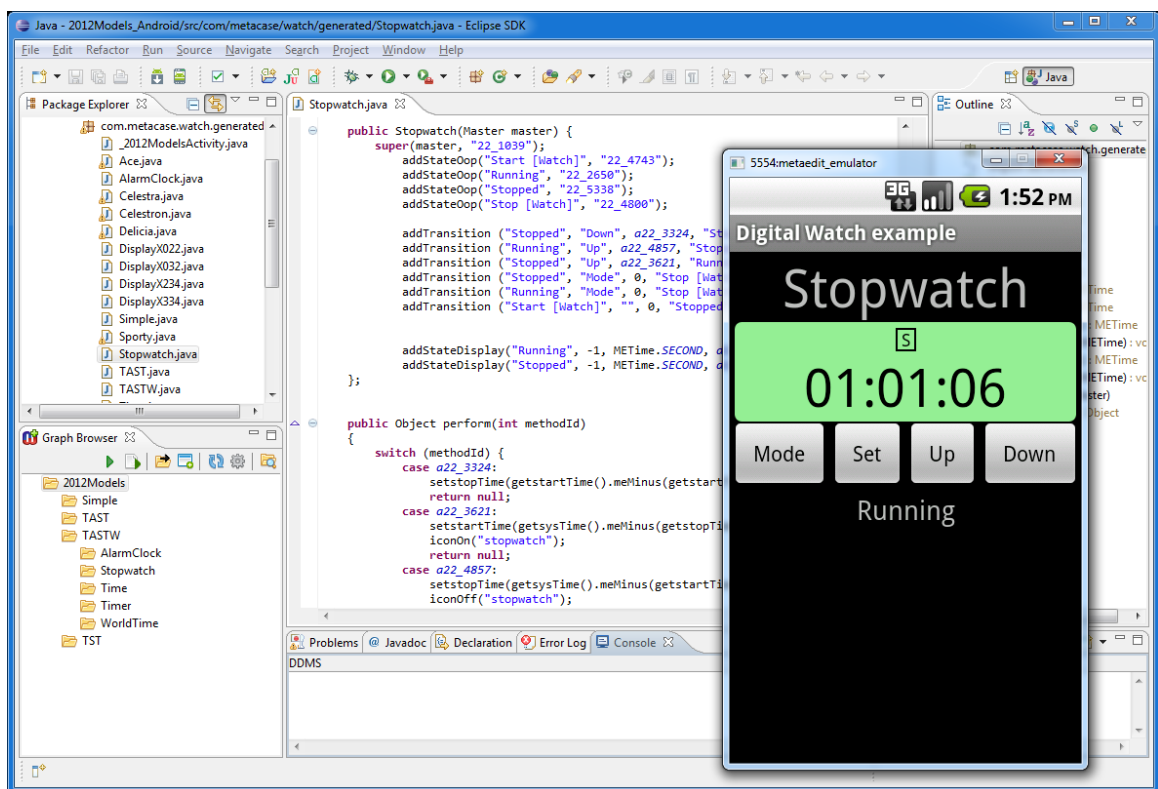 Java - 2012Models_Android/src/com/metacase/watch/generated/Stopwatch.java - Eclipse SDK
File Edit Refactor Run Source Navigate Search Project Window Help
Java
Package Explorer
com.metacase.watch.generated
_2012ModelsActivity.java
Ace.java
AlarmClock.java
Celestra.java
Celestron.java
Delicia.java
DisplayX022.java
DisplayX032.java
DisplayX234.java
DisplayX334.java
Simple.java
Sporty.java
Stopwatch.java
TAST.java
TASTW.java
Graph Browser
2012Models
Simple
TAST
TASTW
AlarmClock
Stopwatch
Time
Timer
WorldTime
TST
Stopwatch.java
public Stopwatch(Master master) {
super(master, "22_1039");
addStateOop("Start [Watch]", "22_4743");
addStateOop("Running", "22_2650");
addStateOop("Stopped", "22_5338");
addStateOop("Stop [Watch]", "22_4800");
addTransition ("Stopped", "Down", a22_3324, "St
addTransition ("Running", "Up", a22_4857, "Stop
addTransition ("Stopped", "Up", a22_3621, "Runn
addTransition ("Stopped", "Mode", 0, "Stop [Wat
addTransition ("Running", "Mode", 0, "Stop [Wat
addTransition ("Start [Watch]", "", 0, "Stopped
addStateDisplay("Running", -1, METime.SECOND, a
addStateDisplay("Stopped", -1, METime.SECOND, a
};
public Object perform(int methodId)
{
switch (methodId) {
case a22_3324:
setstopTime(getstartTime().meMinus(getstart
return null;
case a22_3621:
setstartTime(getsysTime().meMinus(getstopTi
iconOn("stopwatch");
return null;
case a22_4857:
setstopTime(getsysTime().meMinus(getstartTi
iconOff("stopwatch");
Problems @ Javadoc Declaration Error Log Console
DDMS
Outline
5554:metaedit_emulator
3G 1:52 PM
Digital Watch example
Stopwatch
S
01:01:06
Mode Set Up Down
Running